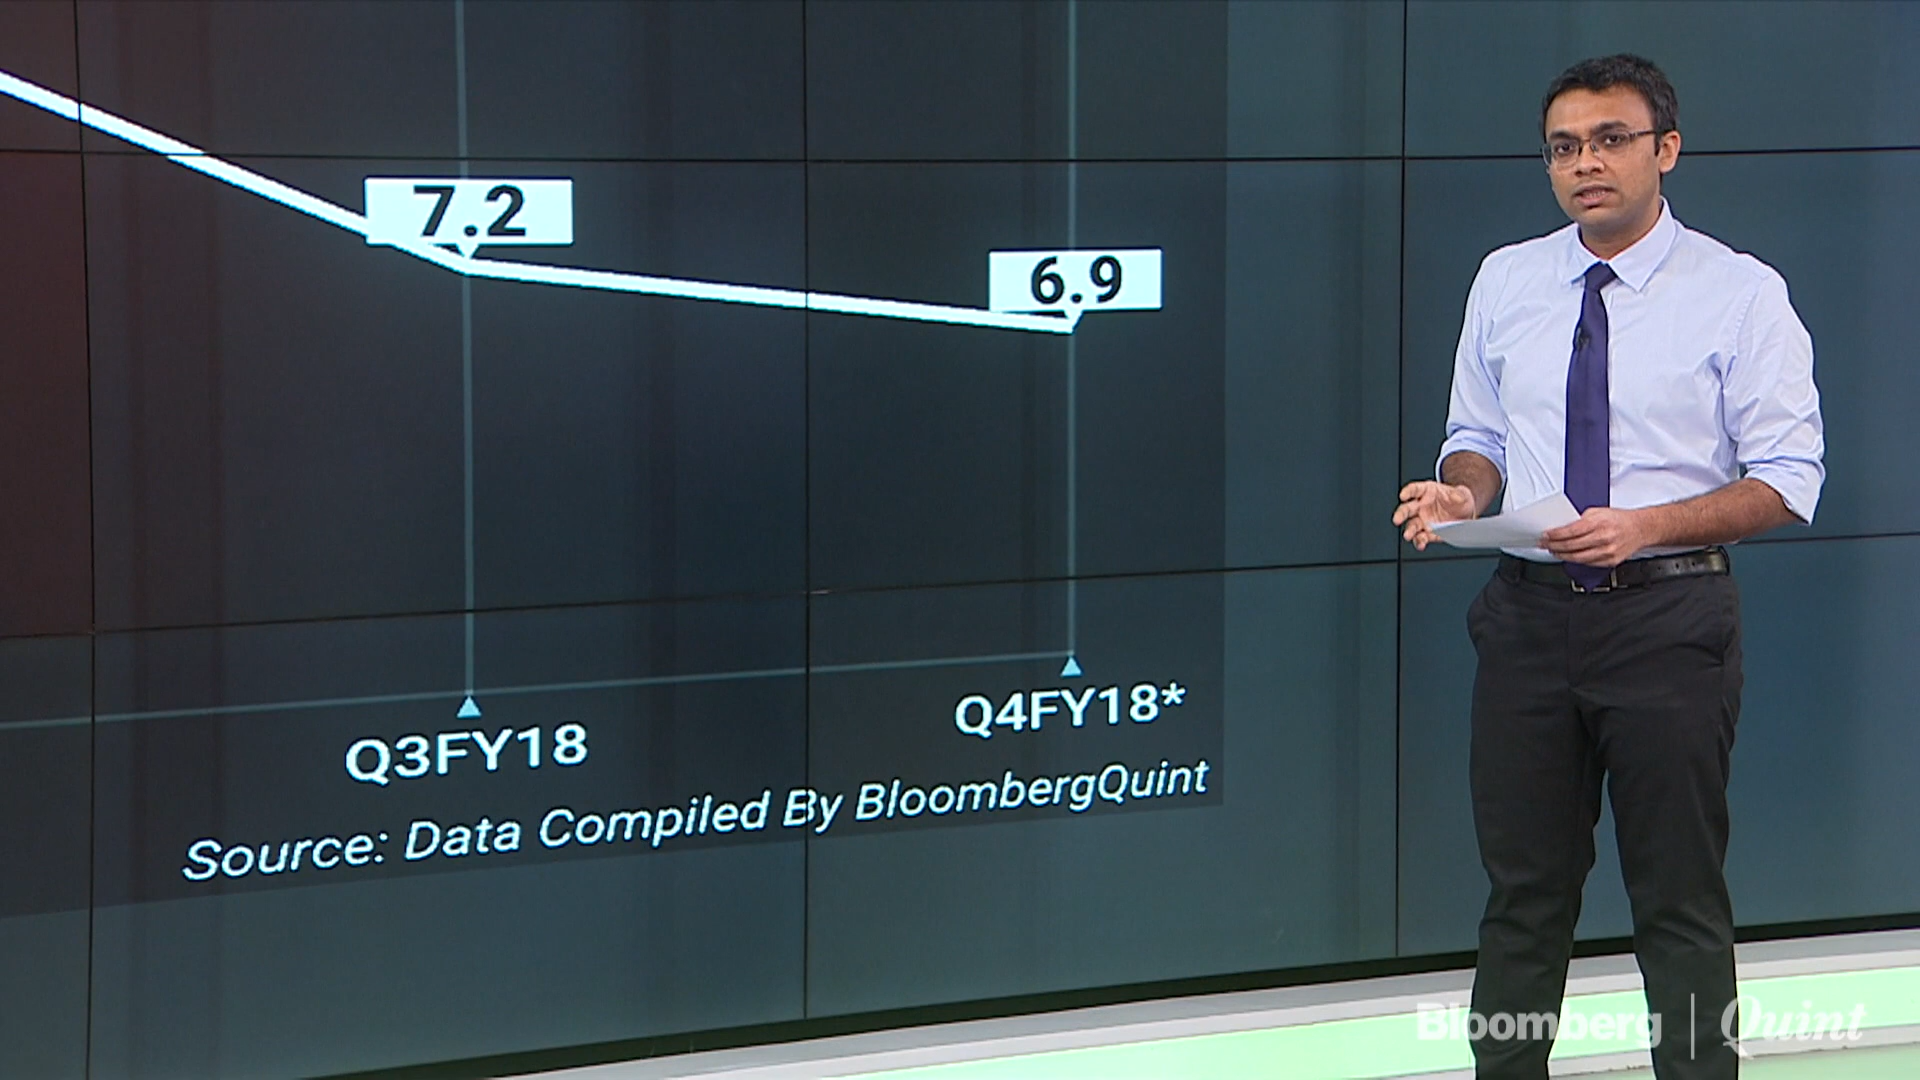 7.2
6.9
Q3FY18
Q4FY18*
Source: Data Compiled By BloombergQuint
Bloomberg | Quint